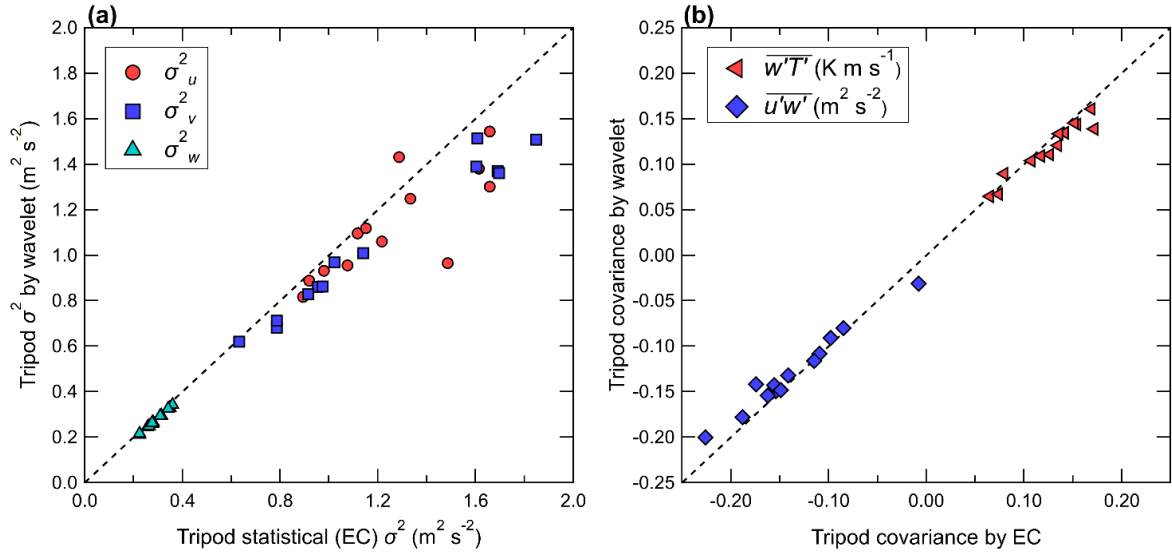 (a)
2.0
1.8
1.6
1.4
1.2
1.0
0.8
0.6
0.4
0.2
0.0
0.0 0.4 0.8 1.2 1.6 2.0
Tripod σ² by wavelet (m² s⁻²)
Tripod statistical (EC) σ² (m² s⁻²)
σ²ᵤ
σ²ᵥ
σ²_w
(b)
0.25
0.20
0.15
0.10
0.05
0.00
-0.05
-0.10
-0.15
-0.20
0.25
-0.20 -0.10 0.00 0.10 0.20
Tripod covariance by wavelet
Tripod covariance by EC
w'T' (K m s⁻¹)
u'w' (m² s⁻²)